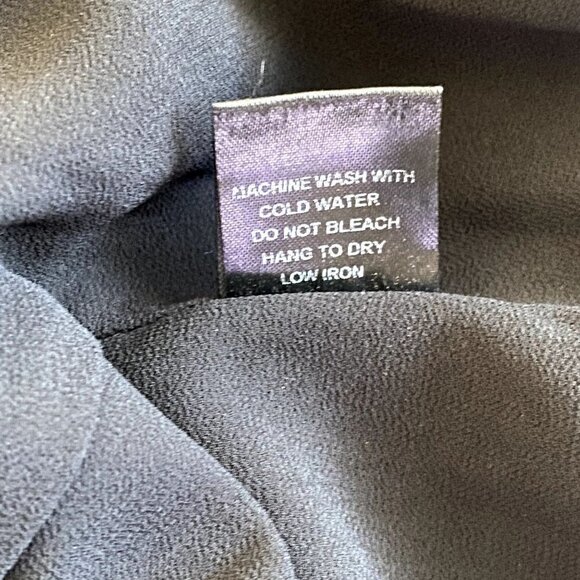 MACHINE WASH WITH
COLD WATER
DO NOT BLEACH
HANG TO DRY
LOW IRON